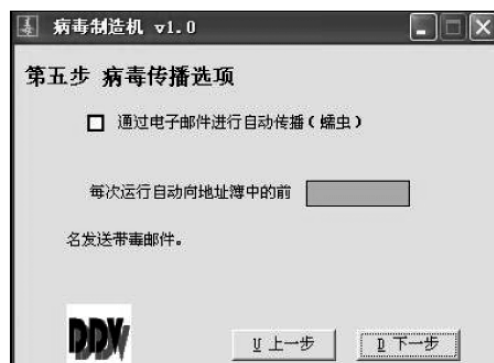 病毒制造机 v1.0
第五步 病毒传播选项
通过电子邮件进行自动传播(蠕虫)
每次运行自动向地址簿中的前
名发送带毒邮件。
DDV
U 上一步
D 下一步